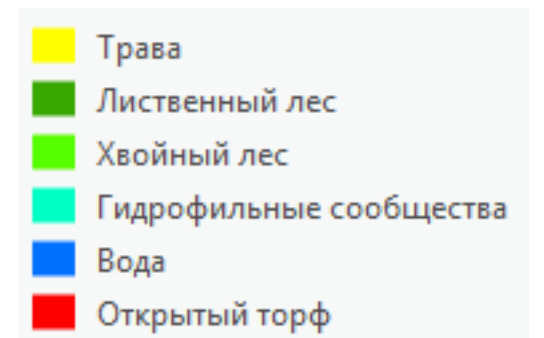 Трава
Лиственный лес
Хвойный лес
Гидрофильные сообщества
Вода
Открытый торф